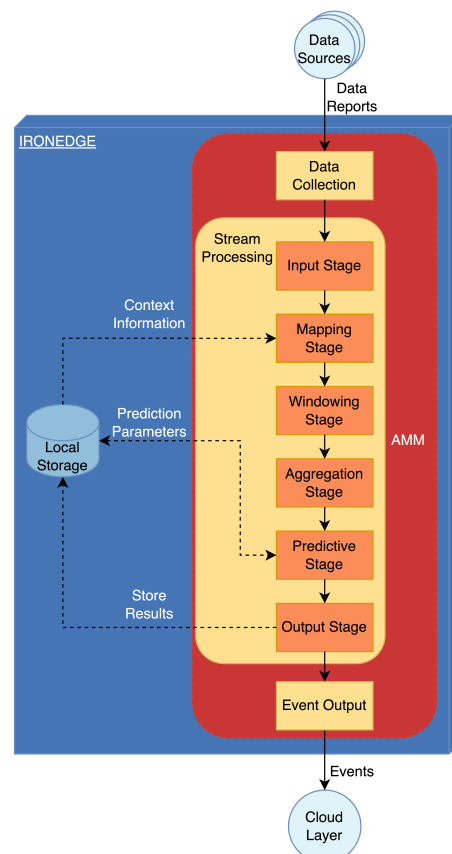 Data
Sources
Data
Reports
IRONEDGE
Data
Collection
Stream
Processing
Input Stage
Context
Information
Mapping
Stage
Windowing
Stage
Prediction
Parameters
AMM
Local
Storage
Aggregation
Stage
Predictive
Stage
Store
Results
Output Stage
Event Output
Events
Cloud
Layer